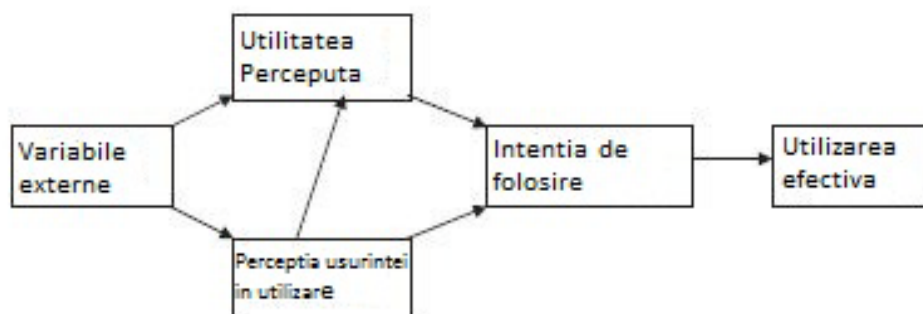 Utilitatea
Perceputa
Variabile
externe
Intentia de
folosire
Utilizarea
efectiva
Perceptia usurintei
in utilizare